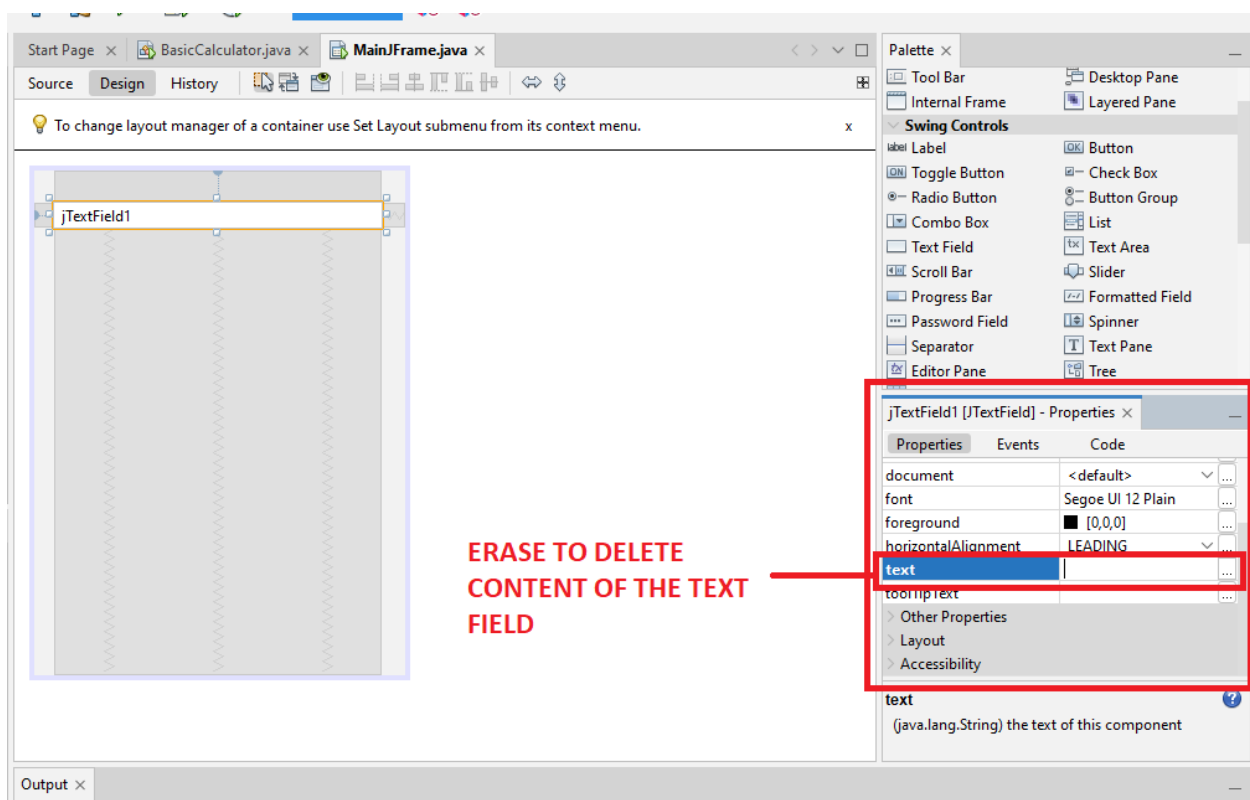 Start Page BasicCalculator.java MainJFrame.java
Source Design History
To change layout manager of a container use Set Layout submenu from its context menu. x
jTextField1
ERASE TO DELETE
CONTENT OF THE TEXT
FIELD
Palette
Tool Bar Desktop Pane
Internal Frame Layered Pane
Swing Controls
label Label OK Button
ON Toggle Button Check Box
Radio Button Button Group
Combo Box List
Text Field Text Area
Scroll Bar Slider
Progress Bar Formatted Field
Password Field Spinner
Separator T Text Pane
Editor Pane Tree
jTextField1 [JTextField] - Properties
Properties Events Code
document <default> ...
font Segoe UI 12 Plain ...
foreground [0,0,0] ...
horizontalAlignment LEADING ...
text ...
toolTipText ...
Other Properties
Layout
Accessibility
text ?
(java.lang.String) the text of this component
Output